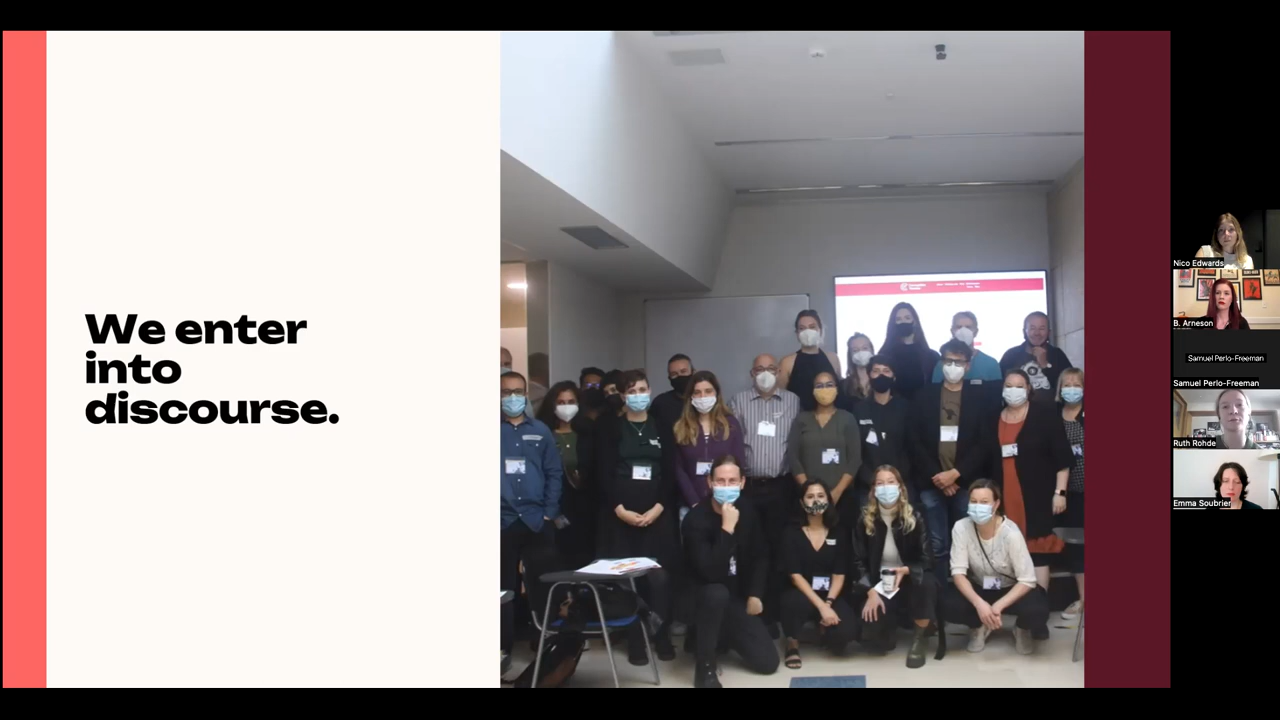 We enter
into
discourse.
Nico Edwards
B. Arneson
Samuel Perlo-Freeman
Samuel Perlo-Freeman
Ruth Rohde
Emma Soubrier